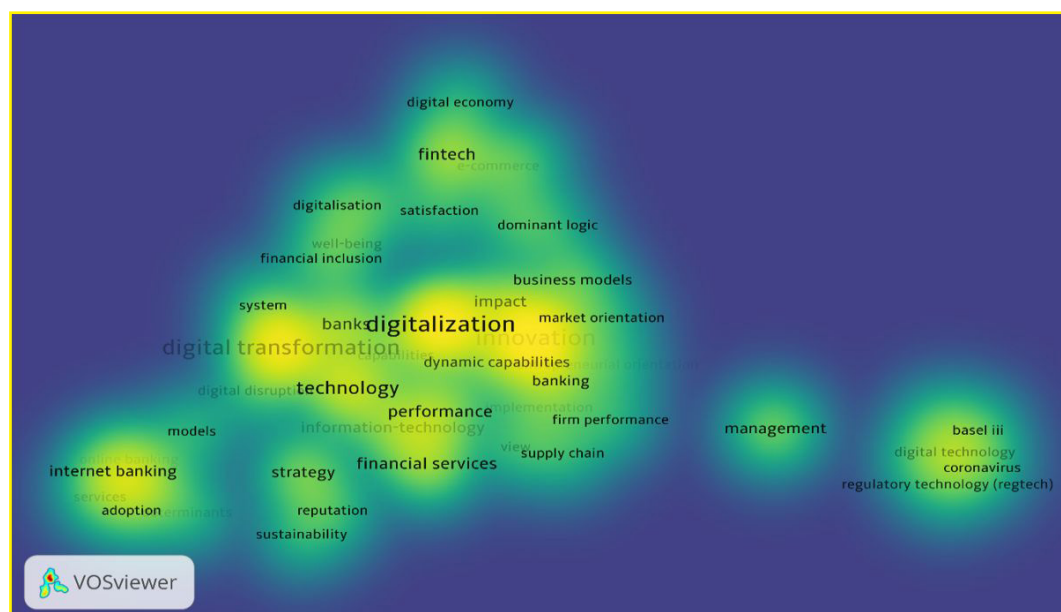 digital economy
fintech
e-commerce
digitalisation
satisfaction
dominant logic
well-being
financial inclusion
business models
system
impact
banks
digitalization
market orientation
innovation
digital transformation
capabilities
dynamic capabilities
orientation
digital disruption
technology
banking
performance
implementation
information-technology
firm performance
management
models
view
supply chain
basel iii
digital technology
online banking
internet banking
strategy
financial services
coronavirus
regulatory technology (regtech)
services
adoption
determinants
reputation
sustainability
VOSviewer